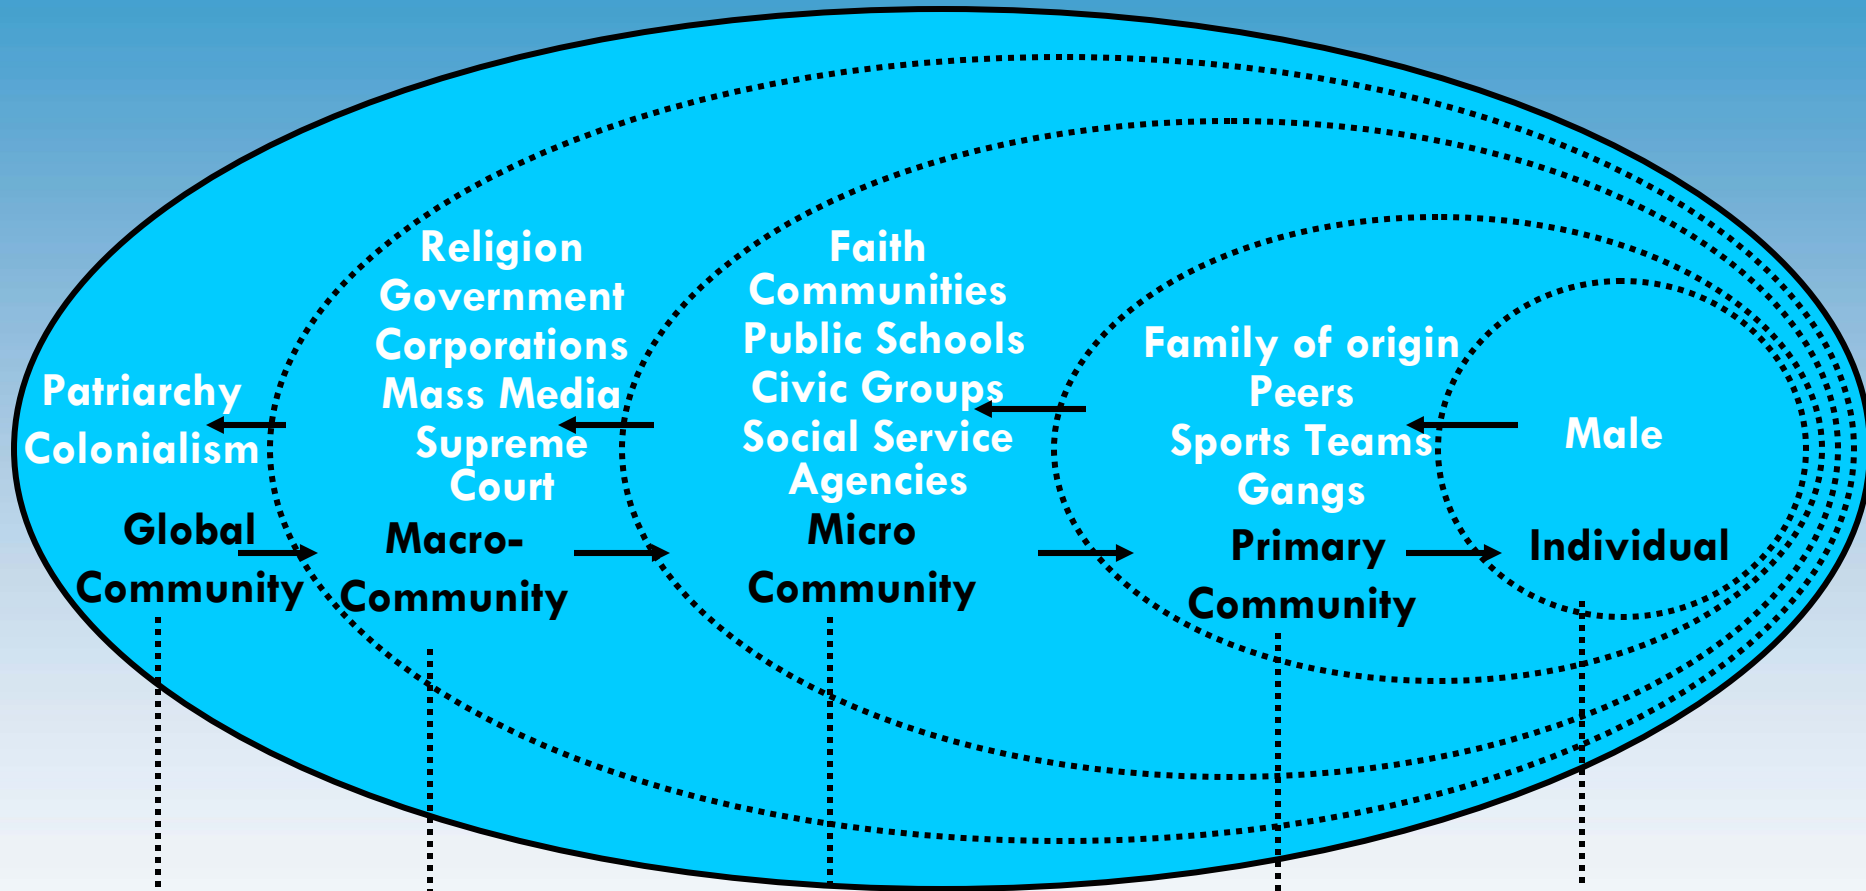 Patriarchy
Colonialism
Global
Community
Religion
Government
Corporations
Mass Media
Supreme
Court
Macro-
Community
Faith
Communities
Public Schools
Civic Groups
Social Service
Agencies
Micro
Community
Family of origin
Peers
Sports Teams
Gangs
Primary
Community
Male
Individual